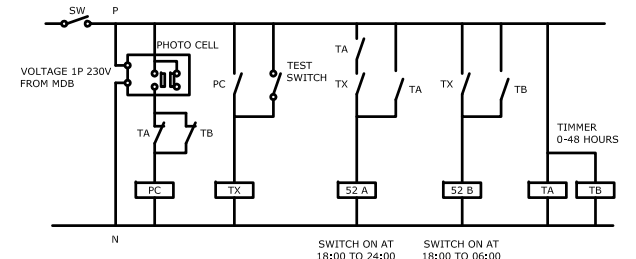 SW
P
PHOTO CELL
VOLTAGE 1P 230V
FROM MDB
TEST
SWITCH
PC
TA
TX
TA
TX
TB
TA
TB
TIMMER
0-48 HOURS
PC
TX
52 A
52 B
TA
TB
N
SWITCH ON AT
18:00 TO 24:00
SWITCH ON AT
18:00 TO 06:00